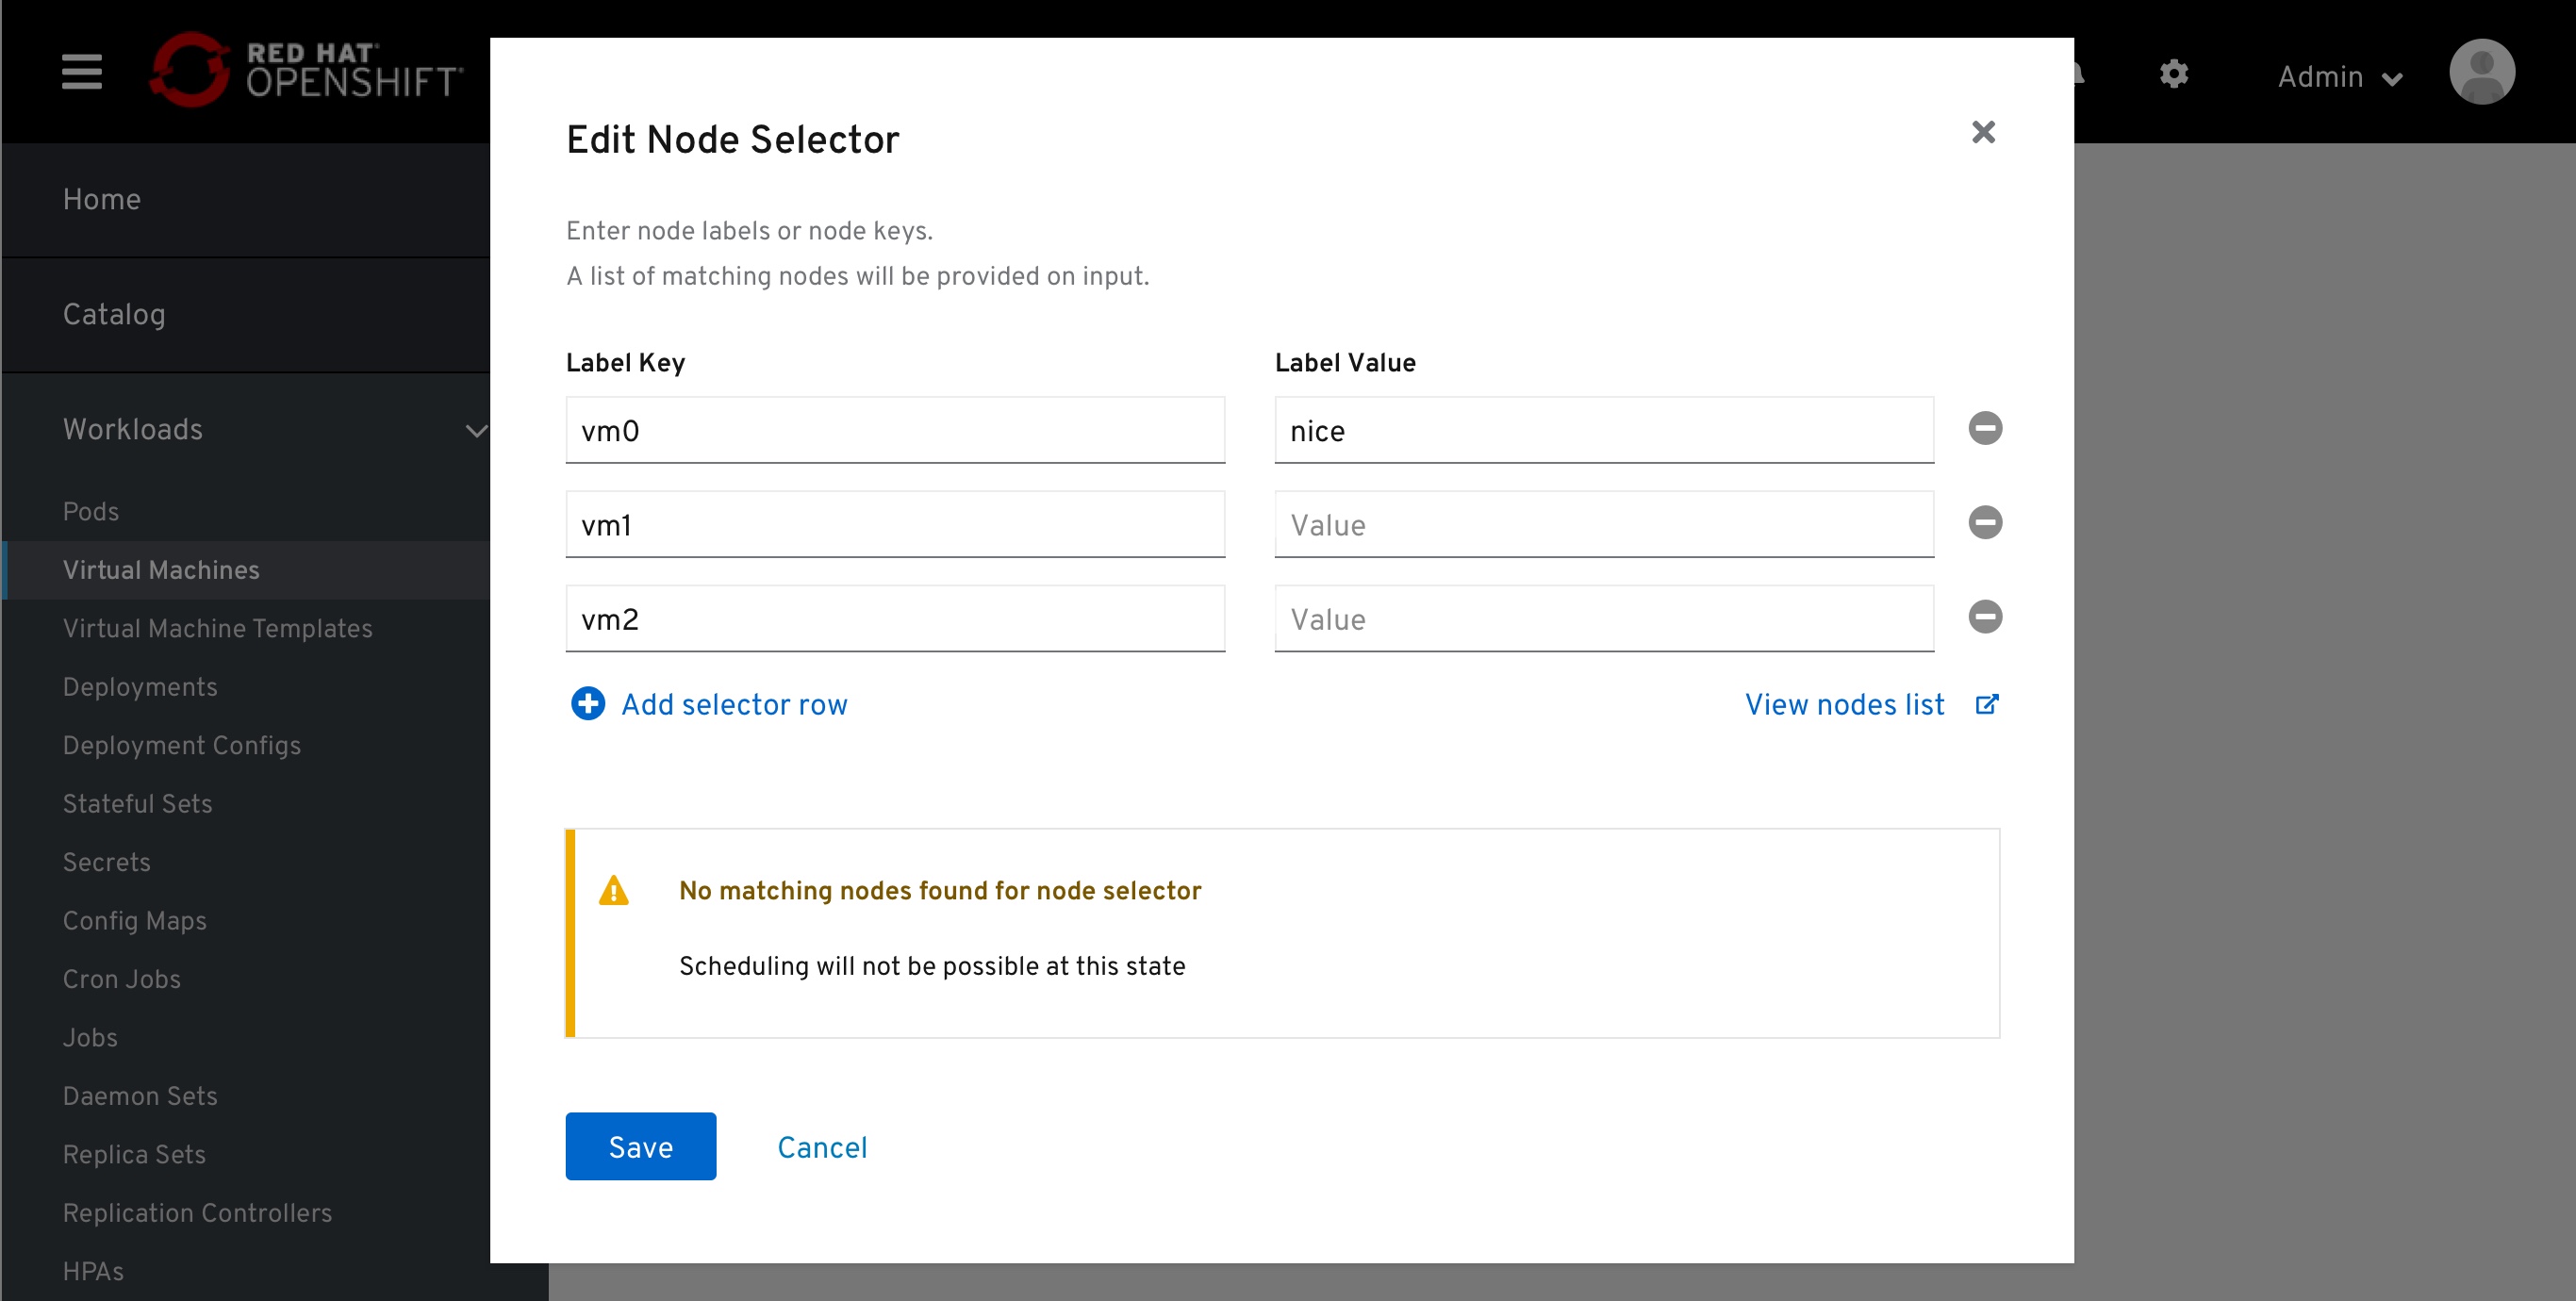 RED HAT
OPENSHIFT
Admin
Home
Catalog
Workloads
Pods
Virtual Machines
Virtual Machine Templates
Deployments
Deployment Configs
Stateful Sets
Secrets
Config Maps
Cron Jobs
Jobs
Daemon Sets
Replica Sets
Replication Controllers
HPAs
Edit Node Selector
Enter node labels or node keys.
A list of matching nodes will be provided on input.
Label Key Label Value
vm0 nice
vm1 Value
vm2 Value
Add selector row View nodes list
No matching nodes found for node selector
Scheduling will not be possible at this state
Save Cancel